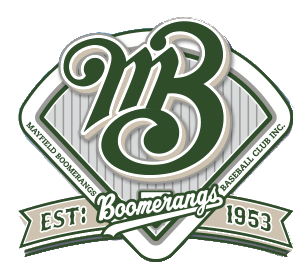 MB
MAYFIELD BOOMERANGS
BASEBALL CLUB INC.
Boomerangs
EST: 1953